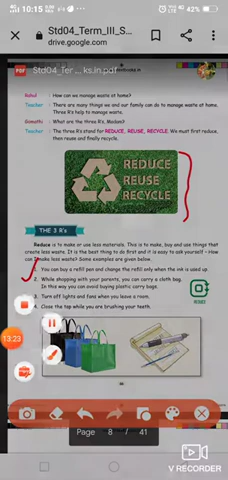 10:15
42%
Std04_Term_III_S...
drive.google.com
Std04_Ter
ks.in.pdf
Rahul : How can we manage waste at home?
Teacher : There are many things we and our family can do to manage waste at home.
Three R's help to manage waste.
Gomathi : What are the three R's, Madam?
Teacher : The three R's stand for REDUCE, REUSE, RECYCLE. We must first reduce,
then reuse and finally recycle.
REDUCE
REUSE
RECYCLE
THE 3 R's
Reduce is to make or use less materials. This is to make, buy and use things that
create less waste. It is the best thing to do first and it is easy to ask yourself – How
can I make less waste? Some examples are given below.
1. You can buy a refill pen and change the refill only when the ink is used up.
2. While shopping with your parents, you can carry a cloth bag.
In this way you can avoid buying plastic carry bags.
3. Turn off lights and fans when you leave a room.
4. Close the tap while you are brushing your teeth.
REDUCE
13:23
Page 8 / 41
V RECORDER